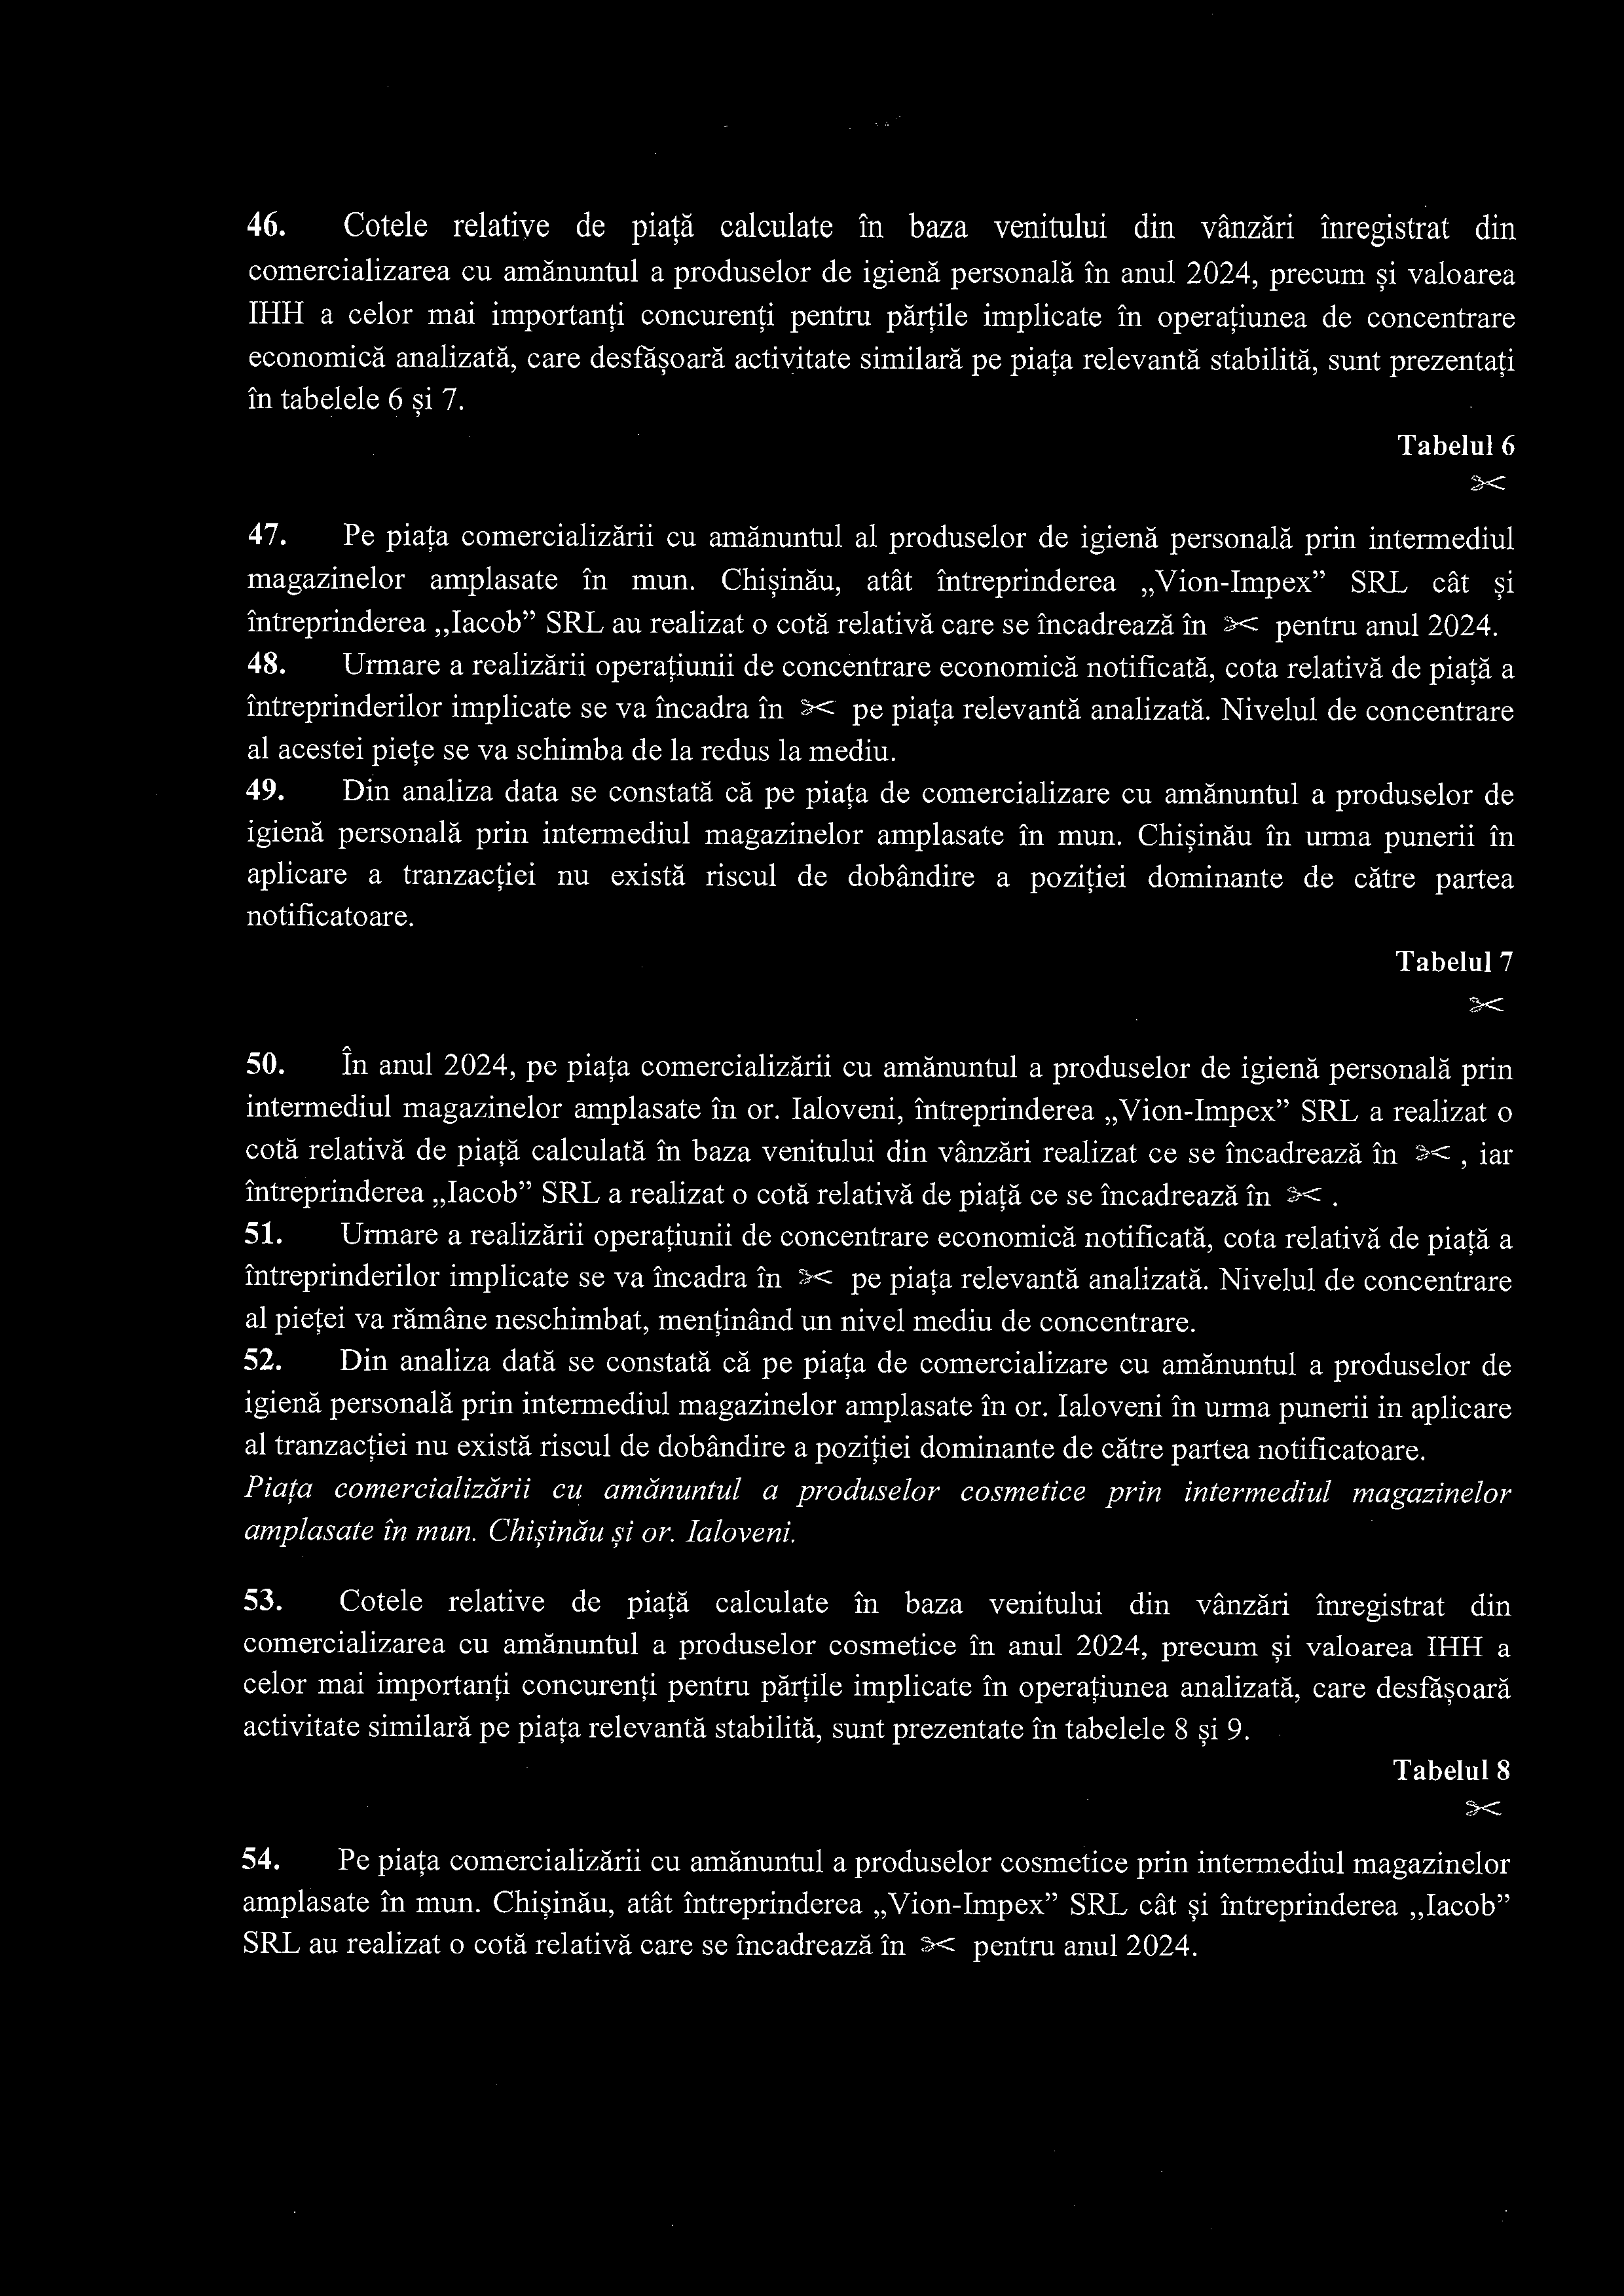 46. Cotele relative de piață calculate în baza venitului din vânzări înregistrat din
comercializarea cu amănuntul a produselor de igienă personală în anul 2024, precum și valoarea
IHH a celor mai importanți concurenți pentru părțile implicate în operațiunea de concentrare
economică analizată, care desfășoară activitate similară pe piața relevantă stabilită, sunt prezentați
în tabelele 6 și 7.
Tabelul 6
✂
47. Pe piața comercializării cu amănuntul al produselor de igienă personală prin intermediul
magazinelor amplasate în mun. Chișinău, atât întreprinderea „Vion-Impex” SRL cât și
întreprinderea „Iacob” SRL au realizat o cotă relativă care se încadrează în ✂ pentru anul 2024.
48. Urmare a realizării operațiunii de concentrare economică notificată, cota relativă de piață a
întreprinderilor implicate se va încadra în ✂ pe piața relevantă analizată. Nivelul de concentrare
al acestei piețe se va schimba de la redus la mediu.
49. Din analiza data se constată că pe piața de comercializare cu amănuntul a produselor de
igienă personală prin intermediul magazinelor amplasate în mun. Chișinău în urma punerii în
aplicare a tranzacției nu există riscul de dobândire a poziției dominante de către partea
notificatoare.
Tabelul 7
✂
50. În anul 2024, pe piața comercializării cu amănuntul a produselor de igienă personală prin
intermediul magazinelor amplasate în or. Ialoveni, întreprinderea „Vion-Impex” SRL a realizat o
cotă relativă de piață calculată în baza venitului din vânzări realizat ce se încadrează în ✂ , iar
întreprinderea „Iacob” SRL a realizat o cotă relativă de piață ce se încadrează în ✂ .
51. Urmare a realizării operațiunii de concentrare economică notificată, cota relativă de piață a
întreprinderilor implicate se va încadra în ✂ pe piața relevantă analizată. Nivelul de concentrare
al pieței va rămâne neschimbat, menținând un nivel mediu de concentrare.
52. Din analiza dată se constată că pe piața de comercializare cu amănuntul a produselor de
igienă personală prin intermediul magazinelor amplasate în or. Ialoveni în urma punerii in aplicare
al tranzacției nu există riscul de dobândire a poziției dominante de către partea notificatoare.
Piața comercializării cu amănuntul a produselor cosmetice prin intermediul magazinelor
amplasate în mun. Chișinău și or. Ialoveni.
53. Cotele relative de piață calculate în baza venitului din vânzări înregistrat din
comercializarea cu amănuntul a produselor cosmetice în anul 2024, precum și valoarea IHH a
celor mai importanți concurenți pentru părțile implicate în operațiunea analizată, care desfășoară
activitate similară pe piața relevantă stabilită, sunt prezentate în tabelele 8 și 9.
Tabelul 8
✂
54. Pe piața comercializării cu amănuntul a produselor cosmetice prin intermediul magazinelor
amplasate în mun. Chișinău, atât întreprinderea „Vion-Impex” SRL cât și întreprinderea „Iacob”
SRL au realizat o cotă relativă care se încadrează în ✂ pentru anul 2024.